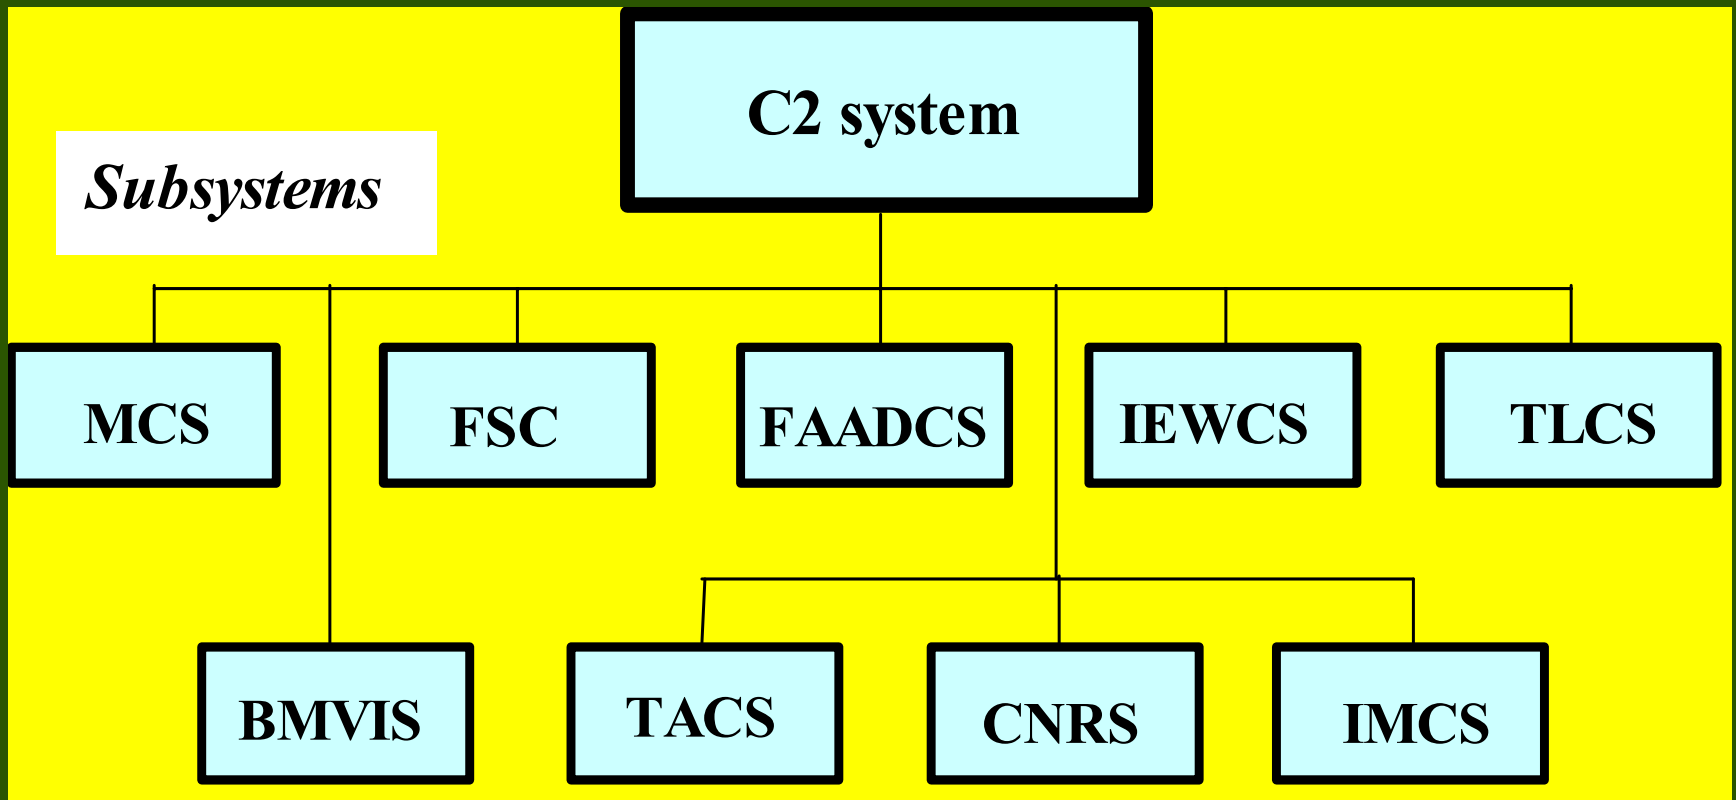 C2 system
Subsystems
MCS
FSC
FAADCS
IEWCS
TLCS
BMVIS
TACS
CNRS
IMCS